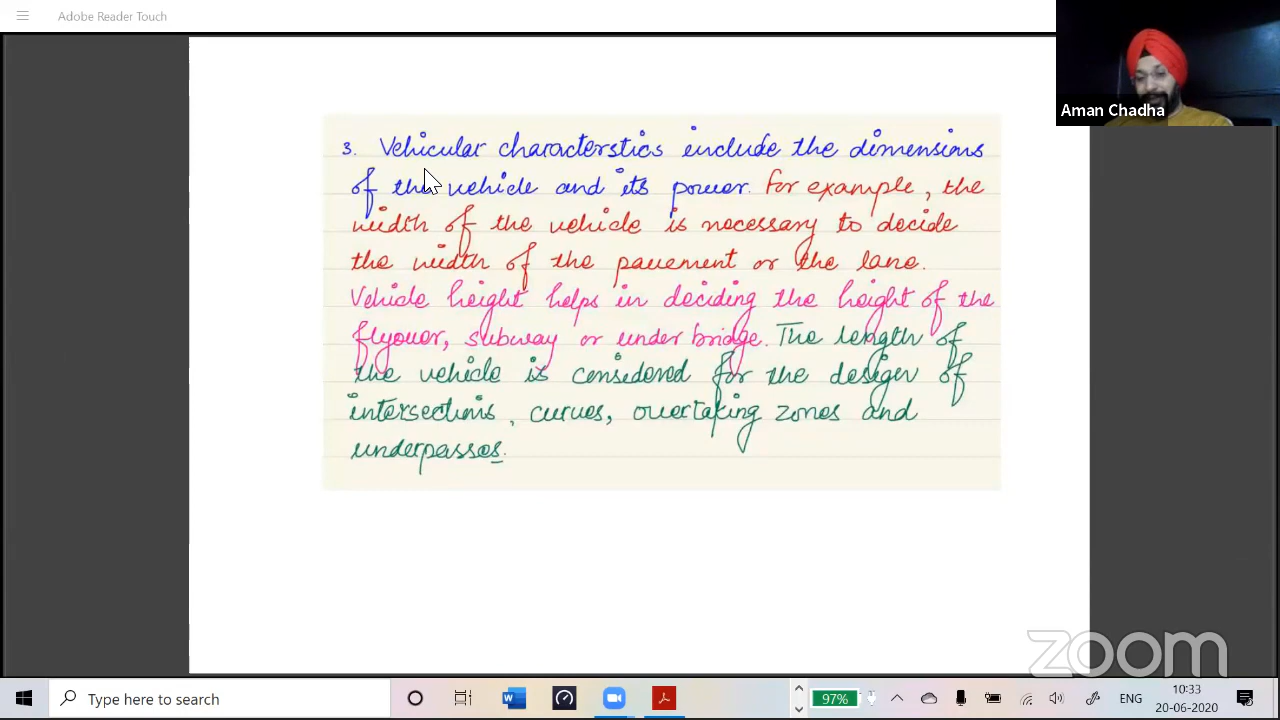 Adobe Reader Touch
Aman Chadha
3. Vehicular characterstics include the dimensions
of the vehicle and its power. For example, the
width of the vehicle is necessary to decide
the width of the pavement or the lane.
Vehicle height helps in deciding the height of the
flyover, subway or under bridge. The length of
the vehicle is considered for the design of
intersections, curves, overtaking zones and
underpasses.
zoom
Type here to search
97%
ENG
10:33
20-06-2020